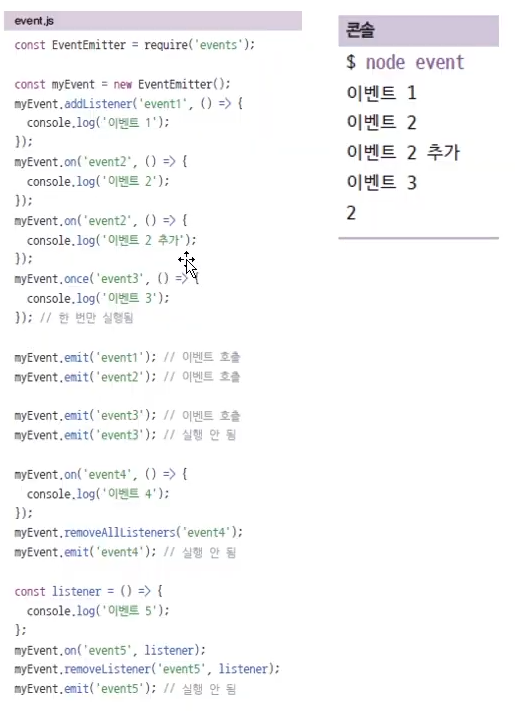 event.js
const EventEmitter = require('events');
const myEvent = new EventEmitter();
myEvent.addListener('event1', () => {
console.log('이벤트 1');
});
myEvent.on('event2', () => {
console.log('이벤트 2');
});
myEvent.on('event2', () => {
console.log('이벤트 2 추가');
});
myEvent.once('event3', () => {
console.log('이벤트 3');
}); // 한 번만 실행됨
myEvent.emit('event1'); // 이벤트 호출
myEvent.emit('event2'); // 이벤트 호출
myEvent.emit('event3'); // 이벤트 호출
myEvent.emit('event3'); // 실행 안 됨
myEvent.on('event4', () => {
console.log('이벤트 4');
});
myEvent.removeAllListeners('event4');
myEvent.emit('event4'); // 실행 안 됨
const listener = () => {
console.log('이벤트 5');
};
myEvent.on('event5', listener);
myEvent.removeListener('event5', listener);
myEvent.emit('event5'); // 실행 안 됨
콘솔
$ node event
이벤트 1
이벤트 2
이벤트 2 추가
이벤트 3
2